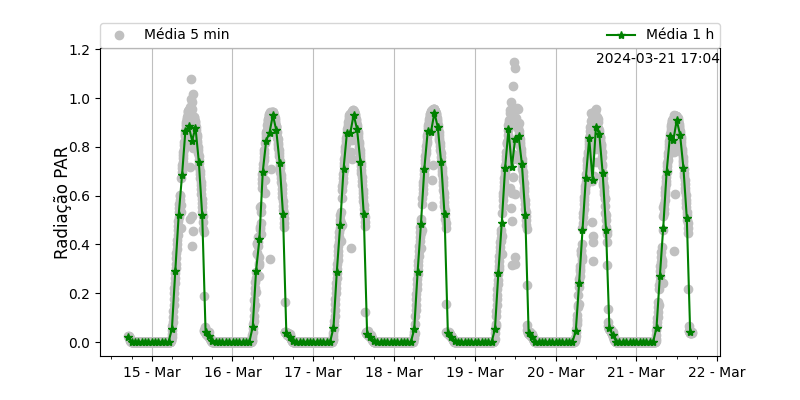 Média 5 min
Média 1 h
2024-03-21 17:04
Radiação PAR
1.2
1.0
0.8
0.6
0.4
0.2
0.0
15 - Mar
16 - Mar
17 - Mar
18 - Mar
19 - Mar
20 - Mar
21 - Mar
22 - Mar